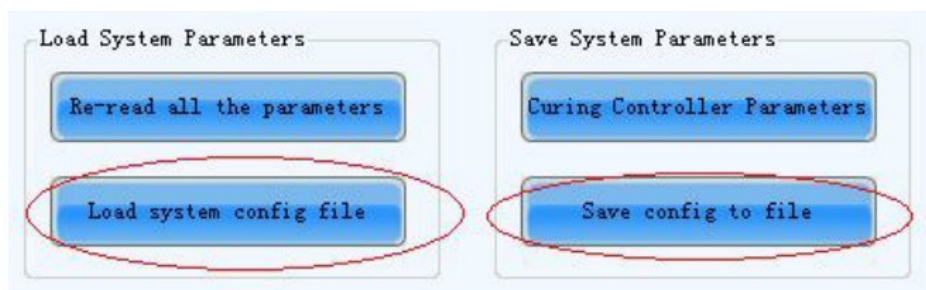 Load System Parameters
Re-read all the parameters
Load system config file
Save System Parameters
Curing Controller Parameters
Save config to file